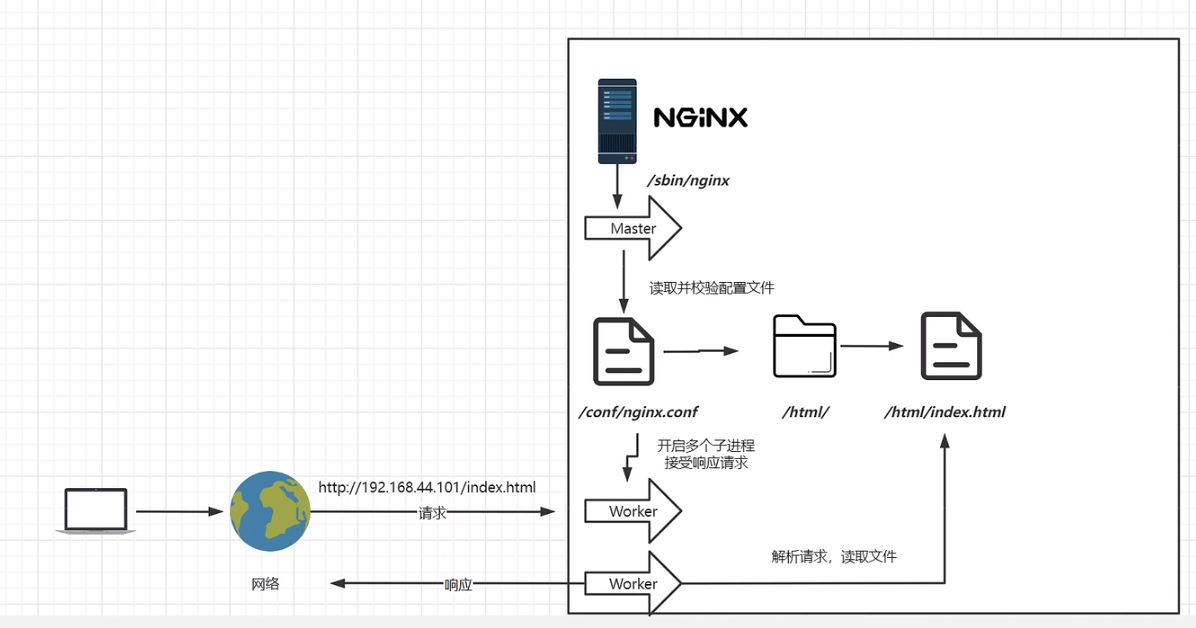 NGINX
/sbin/nginx
Master
读取并校验配置文件
/conf/nginx.conf
/html/
/html/index.html
开启多个子进程
接受响应请求
http://192.168.44.101/index.html
请求
Worker
解析请求，读取文件
网络
响应
Worker